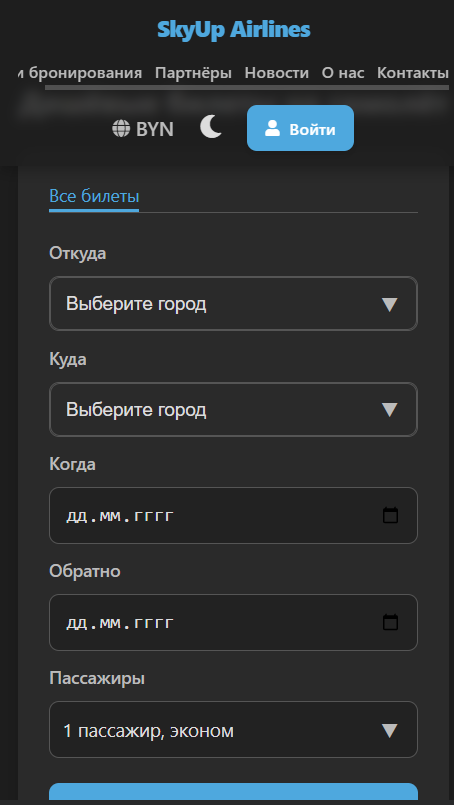 SkyUp Airlines
и бронирования Партнёры Новости О нас Контакты
BYN
Войти
Все билеты
Откуда
Выберите город
Куда
Выберите город
Когда
дд.мм.гггг
Обратно
дд.мм.гггг
Пассажиры
1 пассажир, эконом